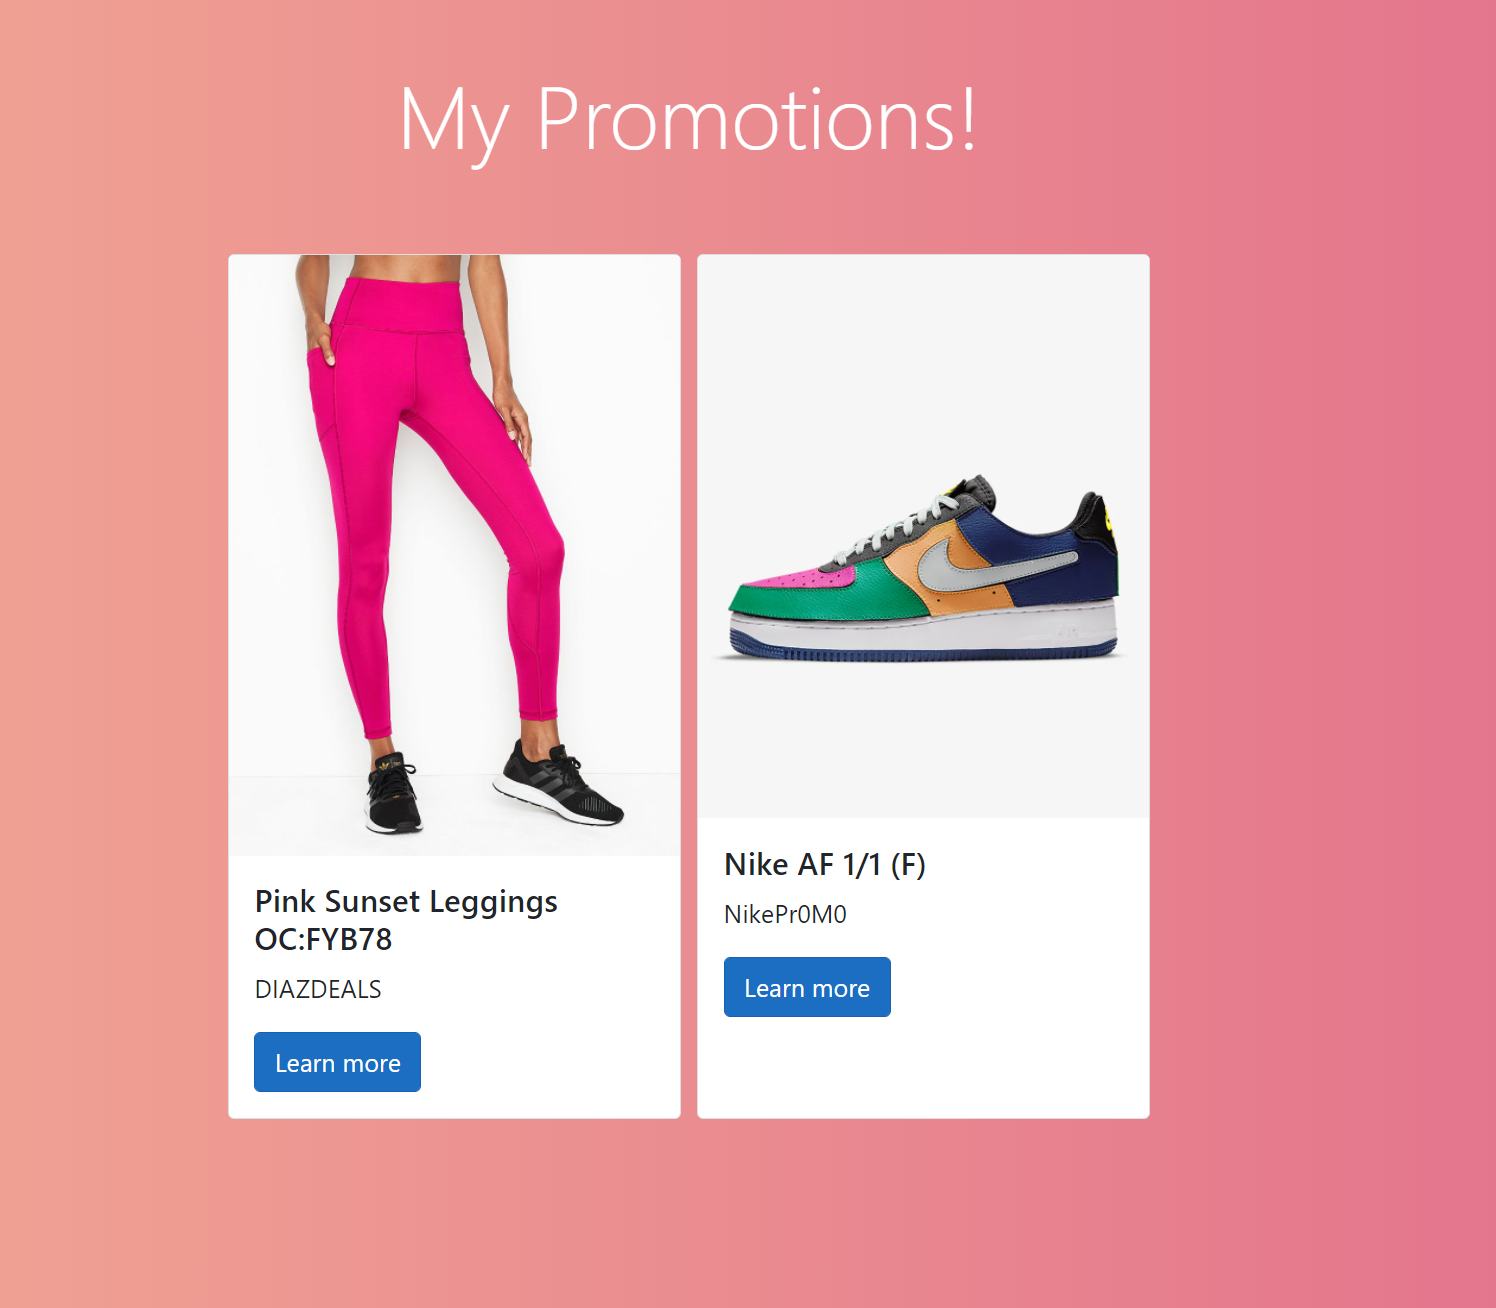 My Promotions!
Pink Sunset Leggings
OC:FYB78
DIAZDEALS
Learn more
Nike AF 1/1 (F)
NikePr0M0
Learn more